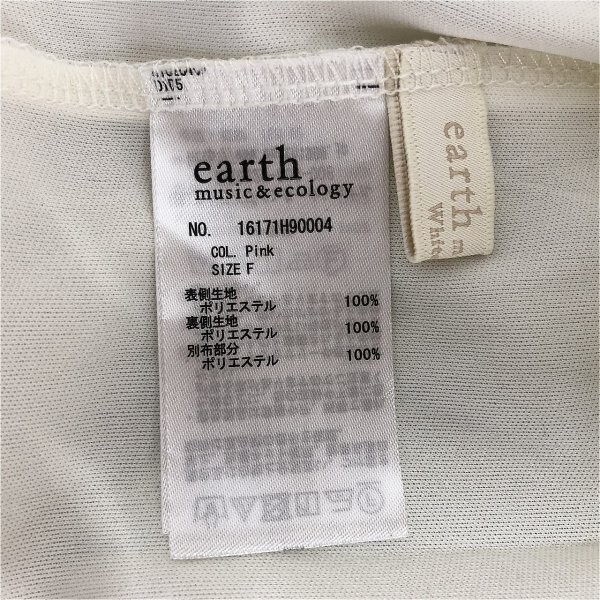 earth
music&ecology
NO. 16171H90004
COL. Pink
SIZE F
表側生地
ポリエステル 100%
裏側生地
ポリエステル 100%
別布部分
ポリエステル 100%
earth